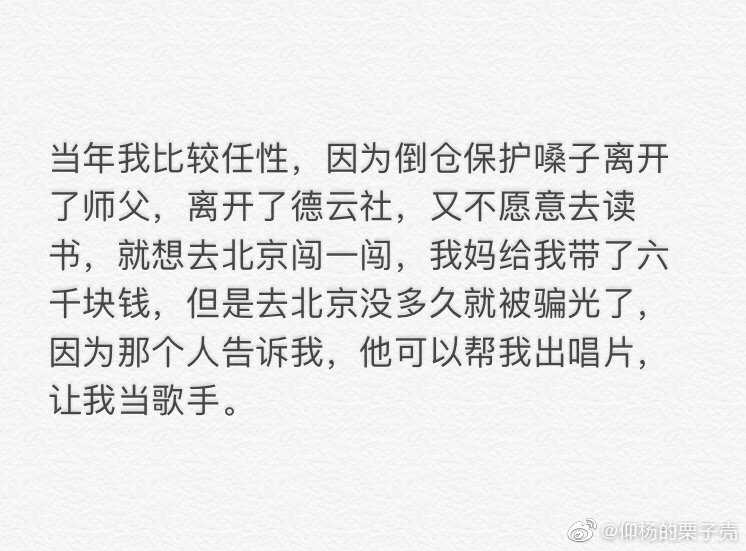 当年我比较任性，因为倒仓保护嗓子离开
了师父，离开了德云社，又不愿意去读
书，就想去北京闯一闯，我妈给我带了六
千块钱，但是去北京没多久就被骗光了，
因为那个人告诉我，他可以帮我出唱片，
让我当歌手。
@仰杨的栗子壳